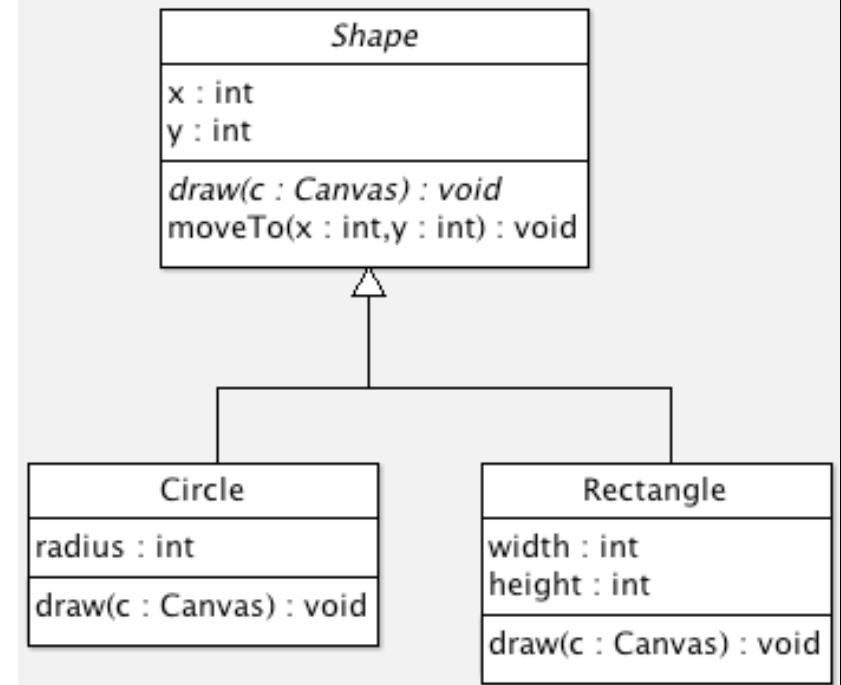 Shape
x : int
y : int
draw(c : Canvas) : void
moveTo(x : int,y : int) : void
Circle
radius : int
draw(c : Canvas) : void
Rectangle
width : int
height : int
draw(c : Canvas) : void